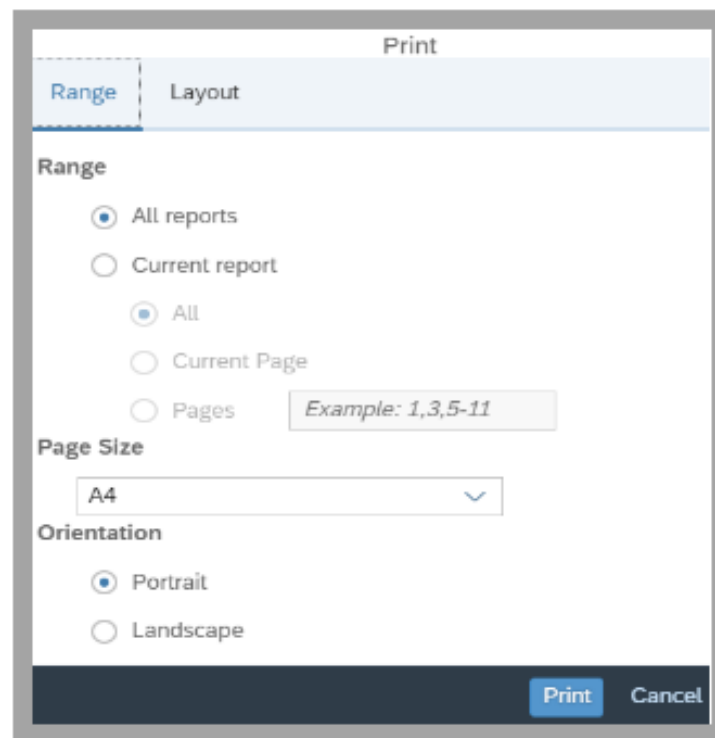 Print
Range Layout
Range
All reports
Current report
All
Current Page
Pages Example: 1,3,5-11
Page Size
A4
Orientation
Portrait
Landscape
Print Cancel